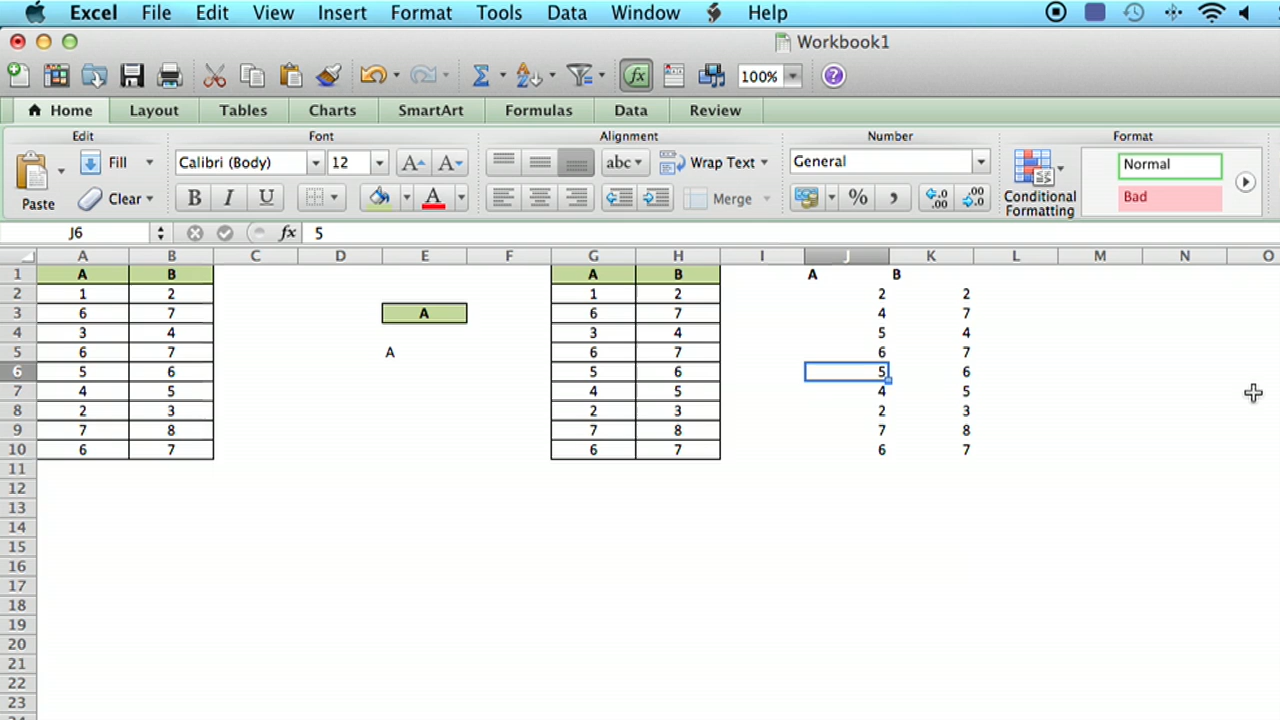 Excel File Edit View Insert Format Tools Data Window Help
Workbook1
100%
Home Layout Tables Charts SmartArt Formulas Data Review
Edit Font Alignment Number Format
Paste Fill Clear
Calibri (Body) 12 abc Wrap Text General Normal
B I U A Merge % Conditional Formatting Bad
J6 fx 5
A B C D E F G H I J K L M N O
1 A B A B A B
2 1 2 1 2 2 2
3 6 7 A 6 7 4 7
4 3 4 3 4 5 4
5 6 7 A 6 7 6 7
6 5 6 5 6 5 6
7 4 5 4 5 4 5
8 2 3 2 3 2 3
9 7 8 7 8 7 8
10 6 7 6 7 6 7
11
12
13
14
15
16
17
18
19
20
21
22
23